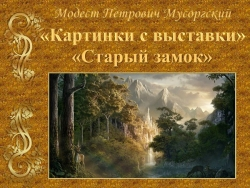 Модест Петрович Мусоргский
«Картинки с выставки»
«Старый замок»